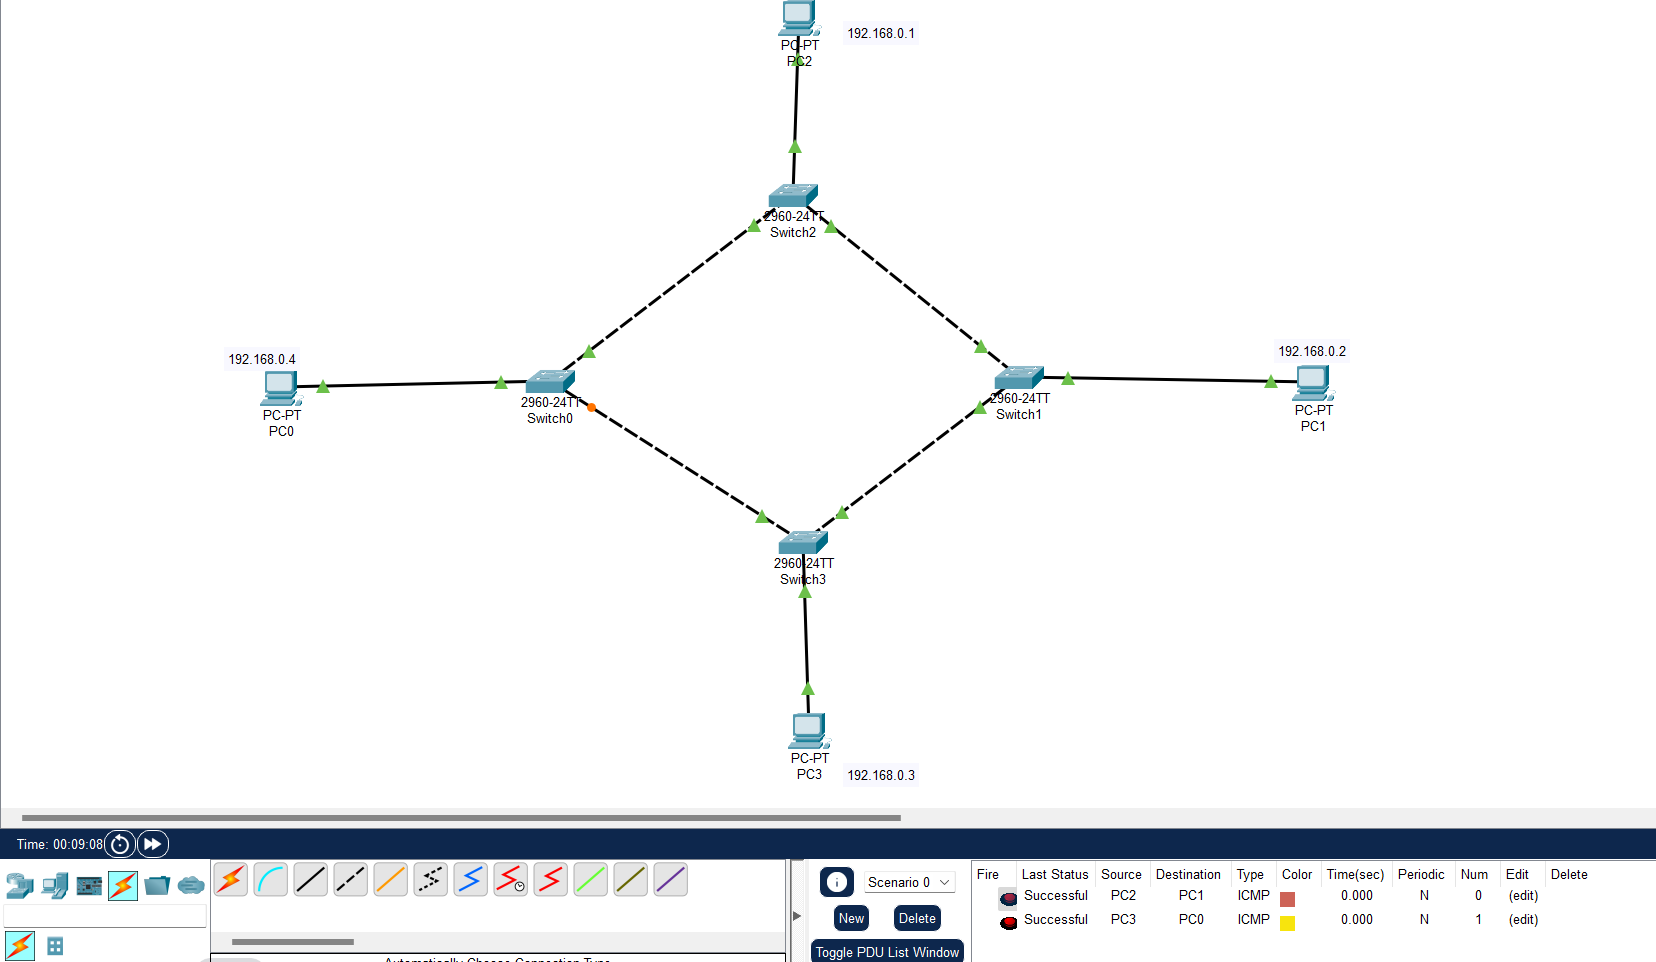 192.168.0.1
PC-PT
PC2
2960-24TT
Switch2
192.168.0.4
PC-PT
PC0
2960-24TT
Switch0
2960-24TT
Switch1
192.168.0.2
PC-PT
PC1
2960-24TT
Switch3
PC-PT
PC3
192.168.0.3
Time: 00:09:08
Scenario 0
New
Delete
Toggle PDU List Window
Fire Last Status Source Destination Type Color Time(sec) Periodic Num Edit Delete
Successful PC2 PC1 ICMP 0.000 N 0 (edit)
Successful PC3 PC0 ICMP 0.000 N 1 (edit)
Automatically Choose Connection Type